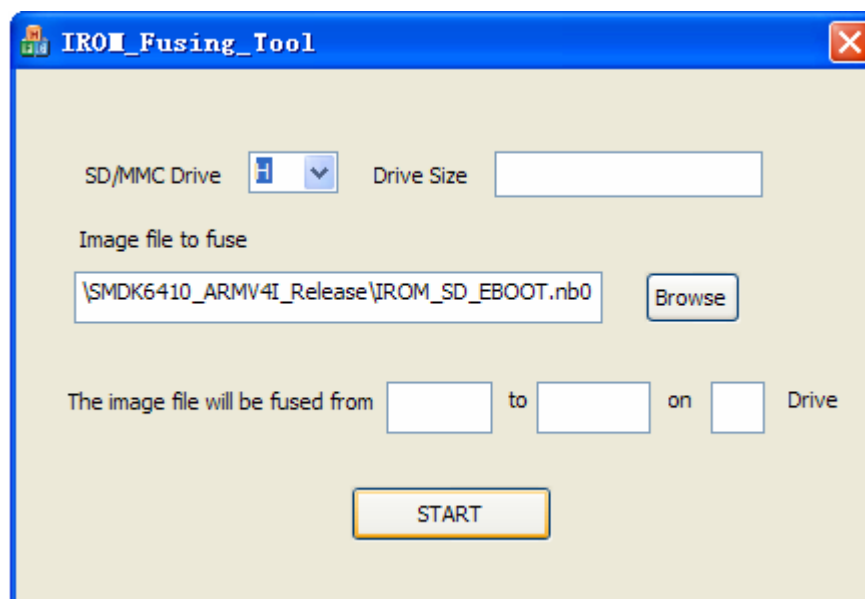 IROM_Fusing_Tool
SD/MMC Drive H Drive Size
Image file to fuse
\SMDK6410_ARMV4I_Release\IROM_SD_EBOOT.nb0 Browse
The image file will be fused from to on Drive
START